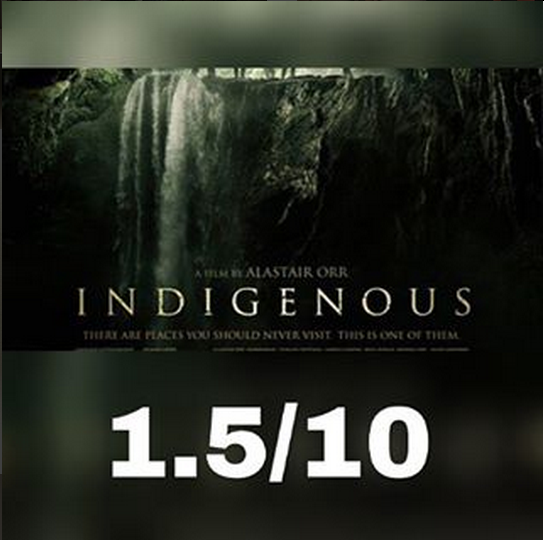 A FILM BY ALASTAIR ORR
INDIGENOUS
THERE ARE PLACES YOU SHOULD NEVER VISIT. THIS IS ONE OF THEM.
1.5/10